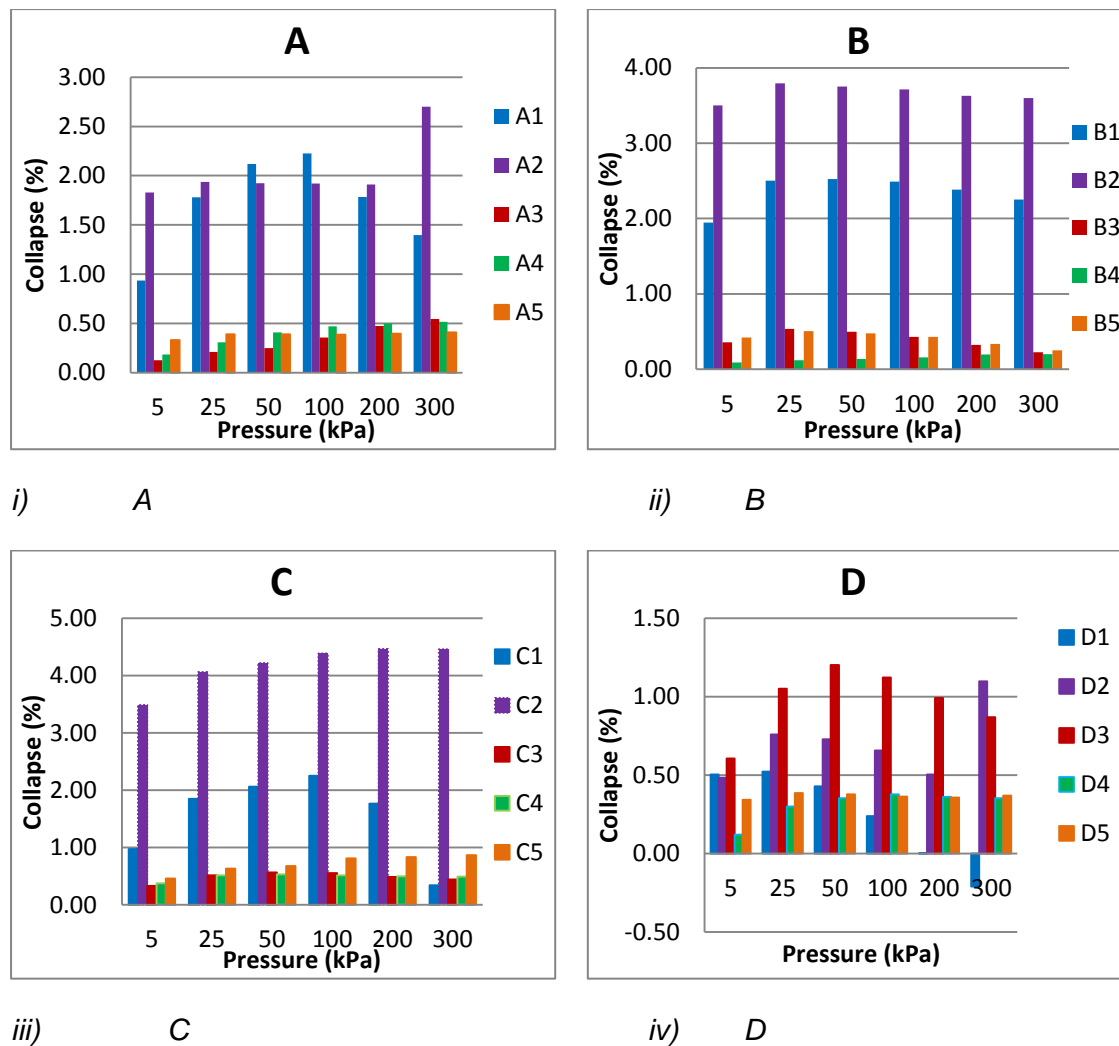 A
3.00
2.50
2.00
1.50
1.00
0.50
0.00
Collapse (%)
5 25 50 100 200 300
Pressure (kPa)
A1
A2
A3
A4
A5
B
4.00
3.00
2.00
1.00
0.00
Collapse (%)
5 25 50 100 200 300
Pressure (kPa)
B1
B2
B3
B4
B5
i) A
ii) B
C
5.00
4.00
3.00
2.00
1.00
0.00
Collapse (%)
5 25 50 100 200 300
Pressure (kPa)
C1
C2
C3
C4
C5
D
1.50
1.00
0.50
0.00
-0.50
Collapse (%)
5 25 50 100 200 300
Pressure (kPa)
D1
D2
D3
D4
D5
iii) C
iv) D